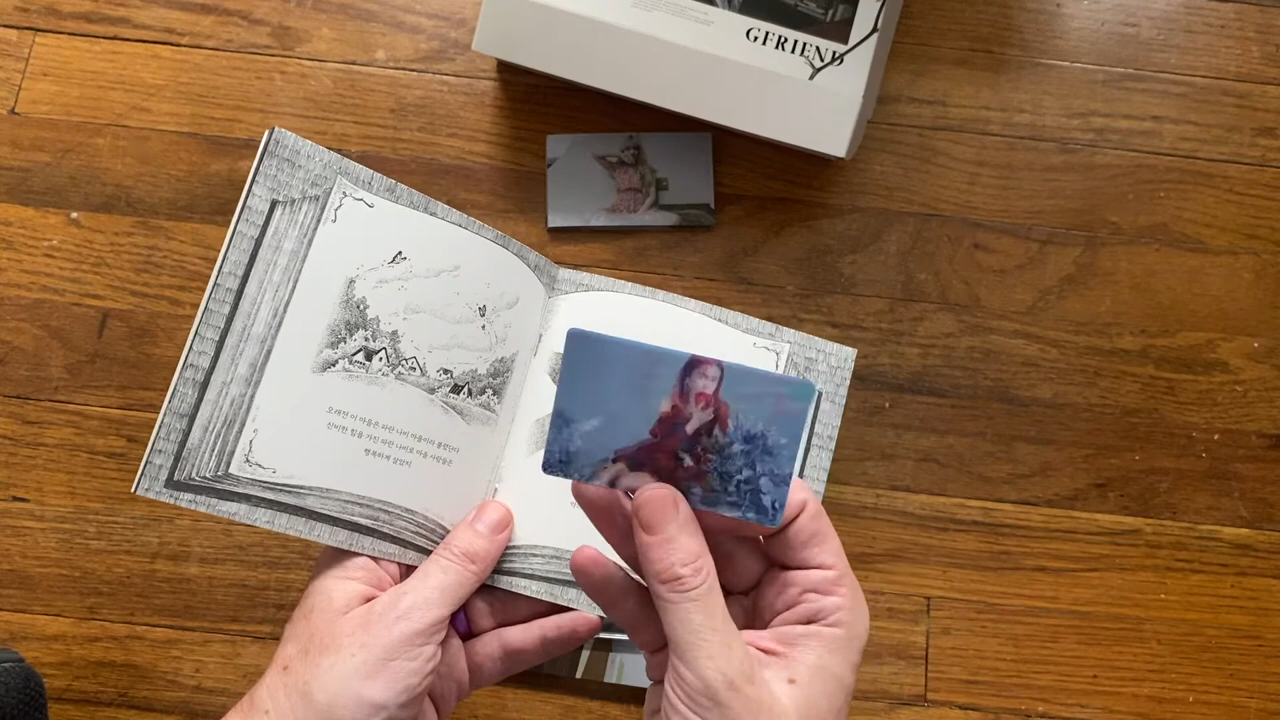 GFRIEND
오래전 이 마을은 파란 나비 마을이라 불렸단다
신비한 힘을 가진 파란 나비로 마을 사람들은
행복하게 살았지